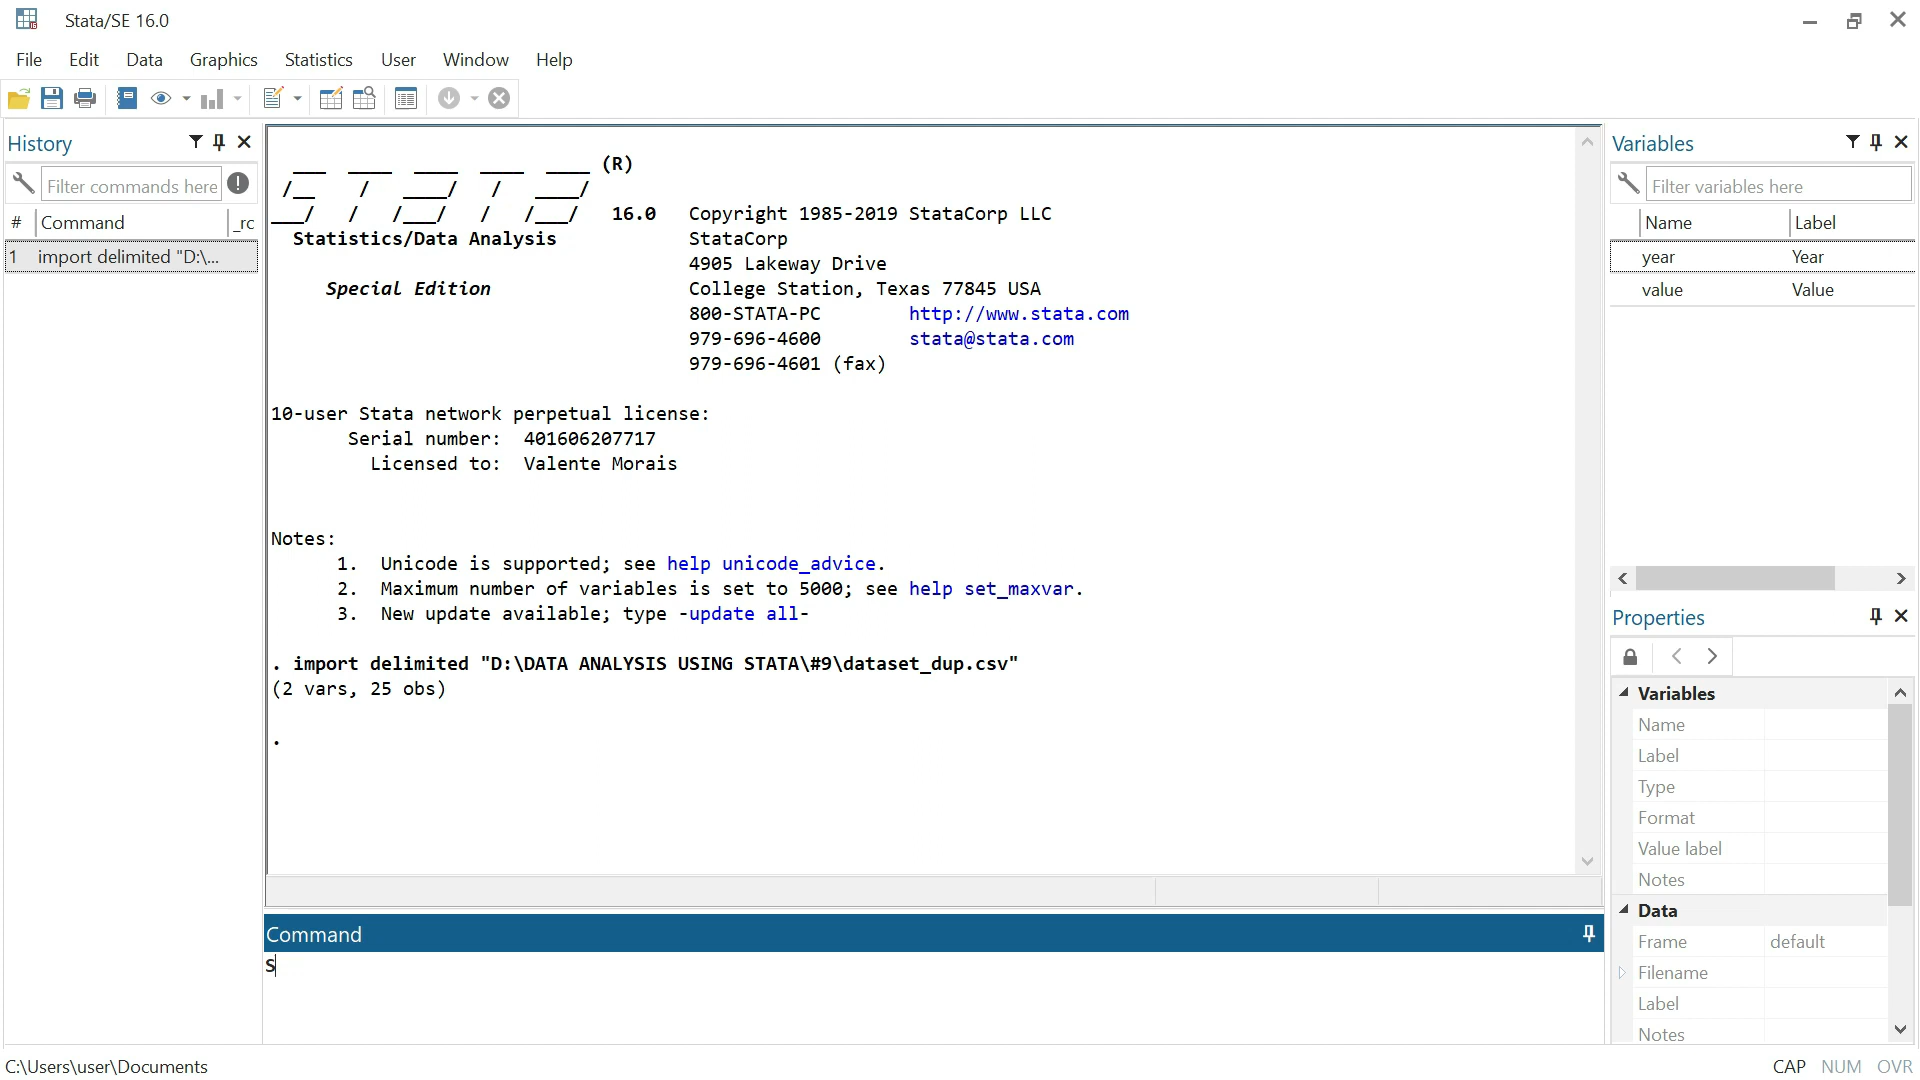 Stata/SE 16.0
File Edit Data Graphics Statistics User Window Help
History
Filter commands here
# Command _rc
1 import delimited "D:\...
(R)
16.0 Copyright 1985-2019 StataCorp LLC
Statistics/Data Analysis StataCorp
4905 Lakeway Drive
Special Edition College Station, Texas 77845 USA
800-STATA-PC http://www.stata.com
979-696-4600 stata@stata.com
979-696-4601 (fax)
10-user Stata network perpetual license:
Serial number: 401606207717
Licensed to: Valente Morais
Notes:
1. Unicode is supported; see help unicode_advice.
2. Maximum number of variables is set to 5000; see help set_maxvar.
3. New update available; type -update all-
. import delimited "D:\DATA ANALYSIS USING STATA\#9\dataset_dup.csv"
(2 vars, 25 obs)
.
Command
S
Variables
Filter variables here
Name Label
year Year
value Value
Properties
Variables
Name
Label
Type
Format
Value label
Notes
Data
Frame default
Filename
Label
Notes
C:\Users\user\Documents
CAP NUM OVR